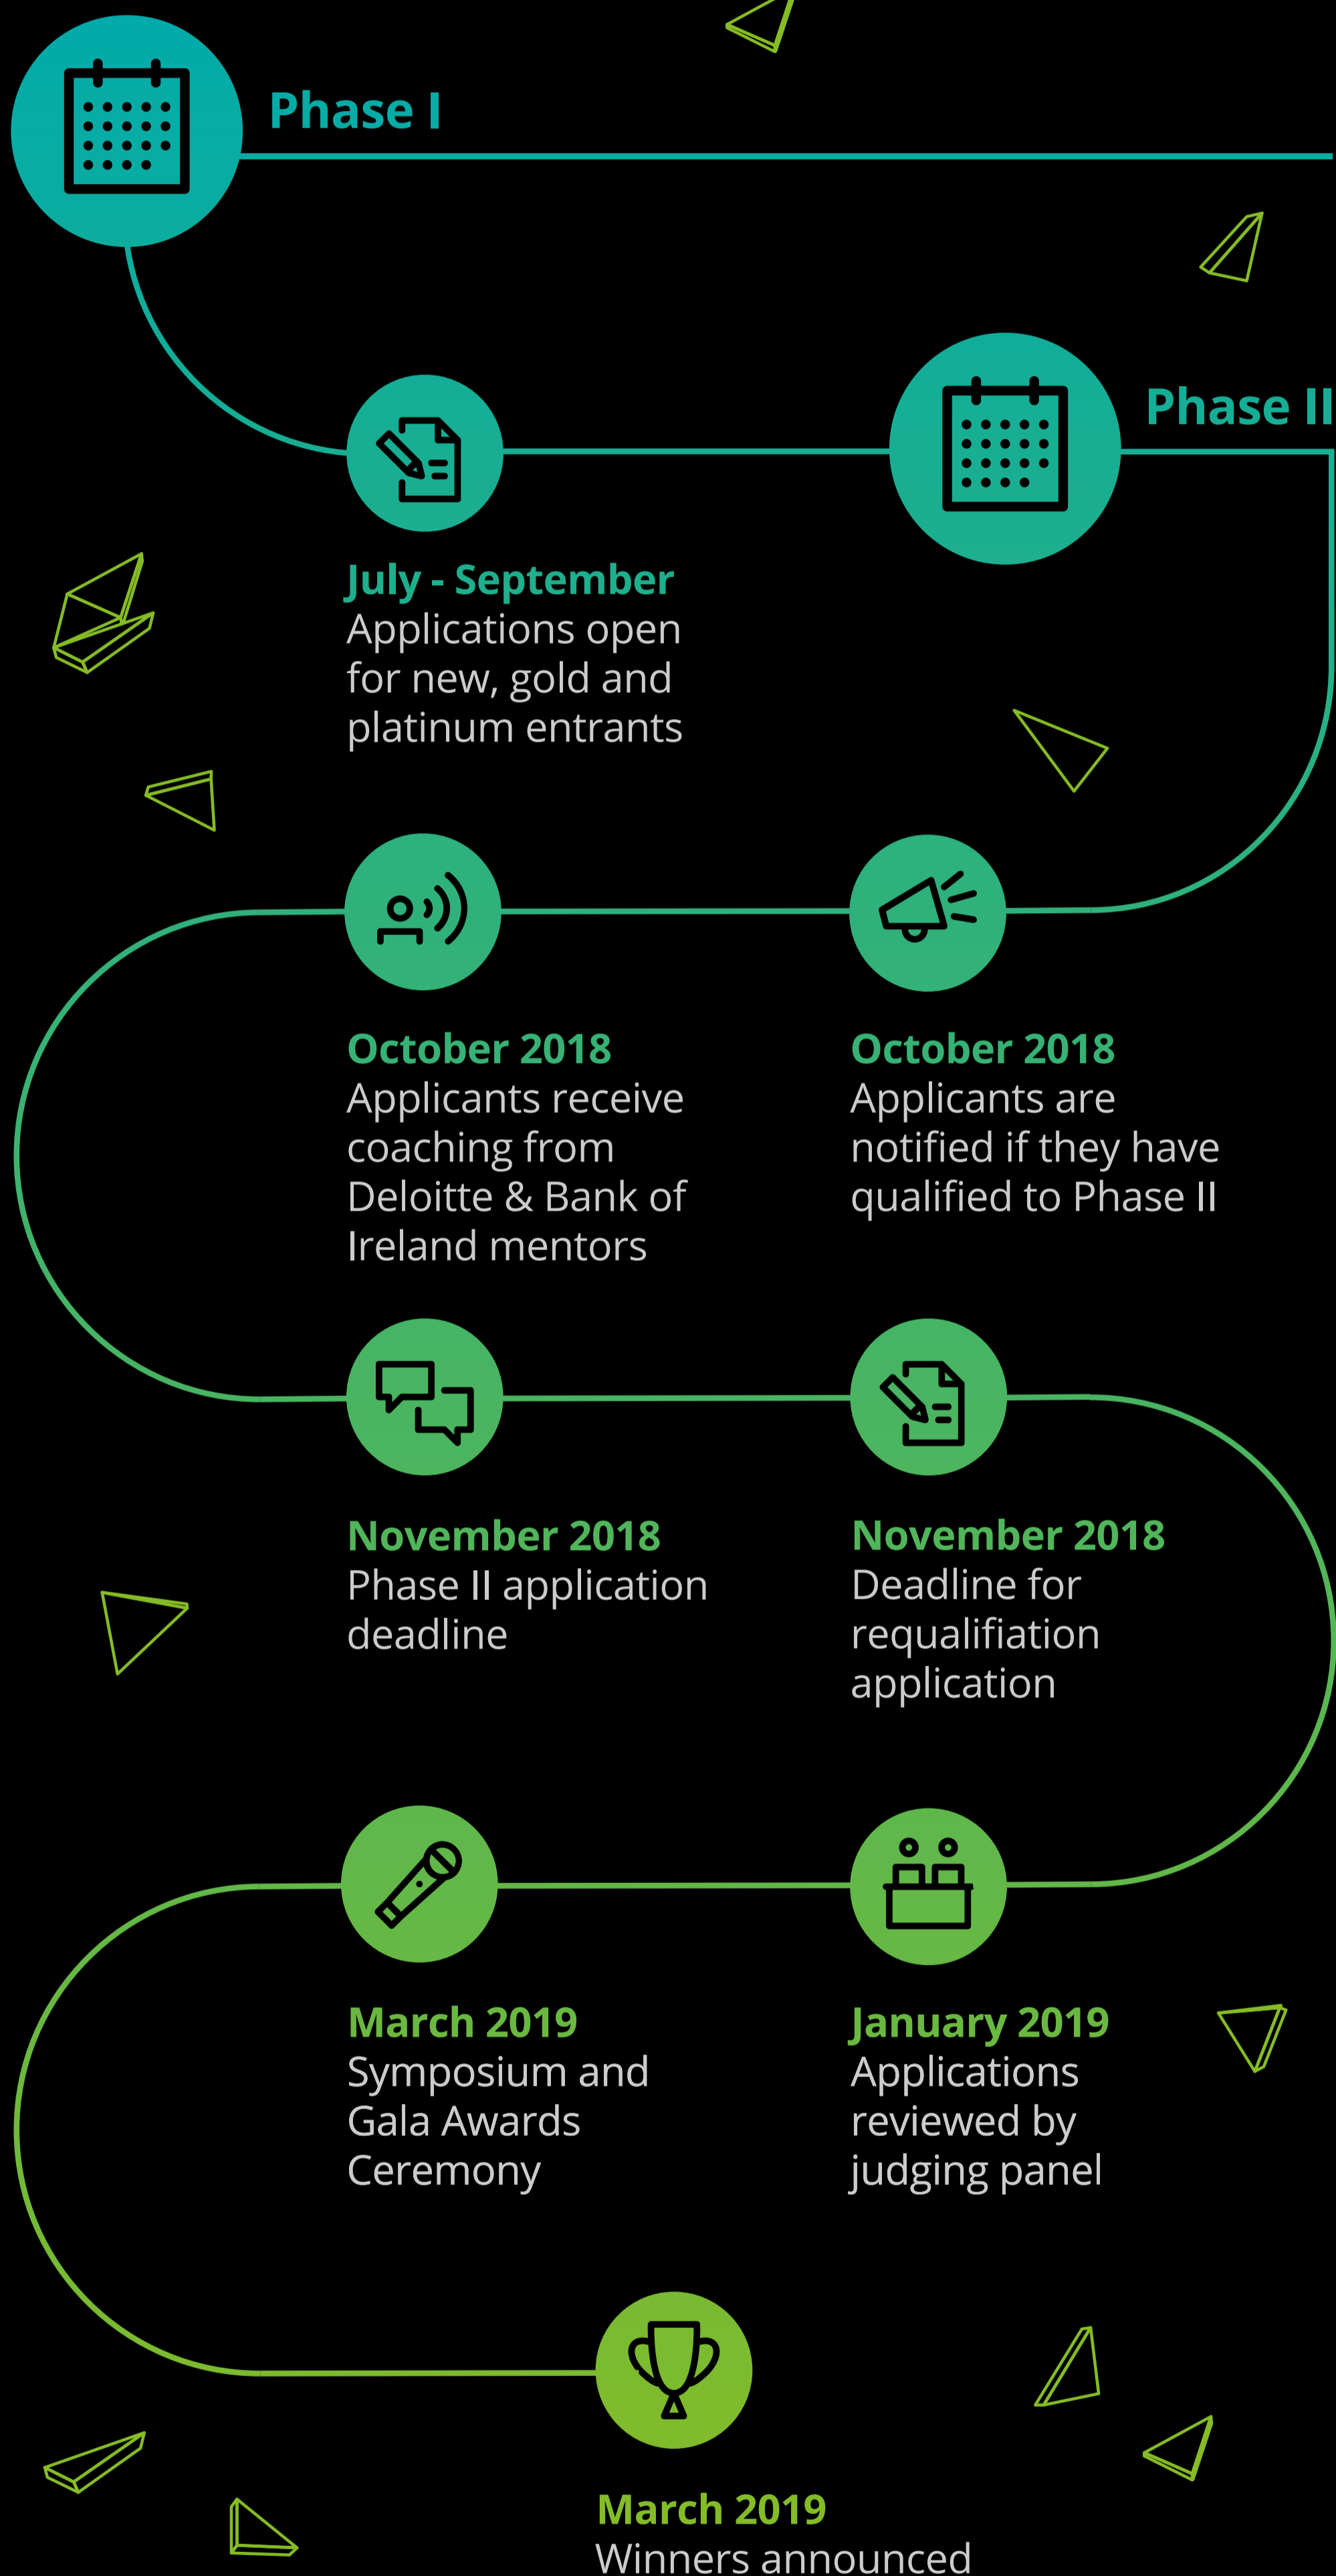 Phase I
Phase II
July - September
Applications open
for new, gold and
platinum entrants
October 2018
Applicants are
notified if they have
qualified to Phase II
October 2018
Applicants receive
coaching from
Deloitte & Bank of
Ireland mentors
November 2018
Phase II application
deadline
November 2018
Deadline for
requalifiation
application
January 2019
Applications
reviewed by
judging panel
March 2019
Symposium and
Gala Awards
Ceremony
March 2019
Winners announced